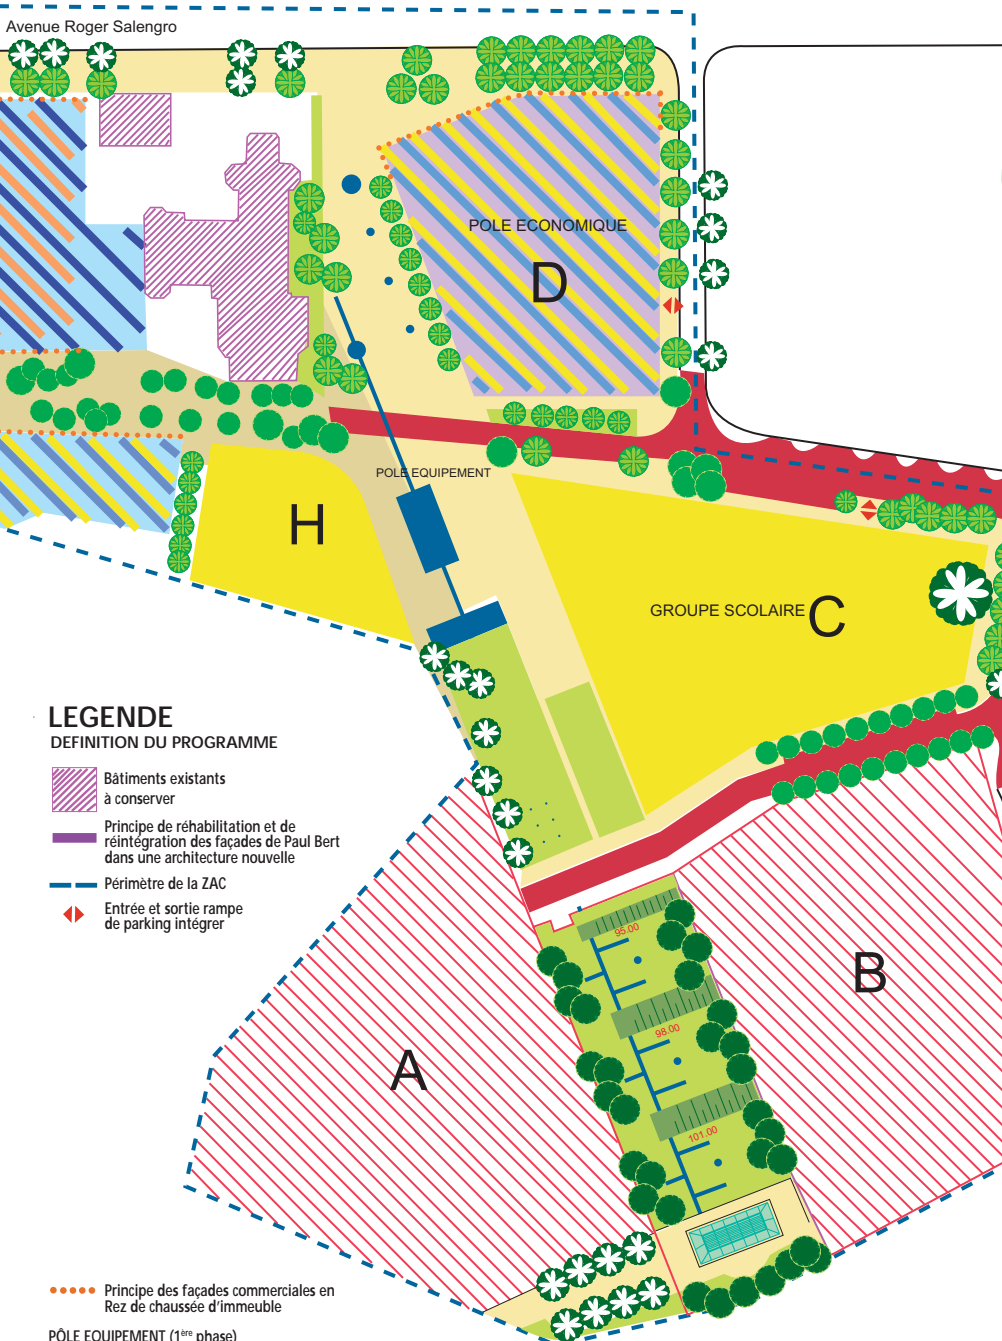 Avenue Roger Salengro
POLE ECONOMIQUE
D
POLE EQUIPEMENT
H
GROUPE SCOLAIRE C
LEGENDE
DEFINITION DU PROGRAMME
Bâtiments existants
à conserver
Principe de réhabilitation et de
réintégration des façades de Paul Bert
dans une architecture nouvelle
Périmètre de la ZAC
Entrée et sortie rampe
de parking intégrer
95.00
B
98.00
A
101.00
Principe des façades commerciales en
Rez de chaussée d'immeuble
PÔLE EQUIPEMENT (1ère phase)